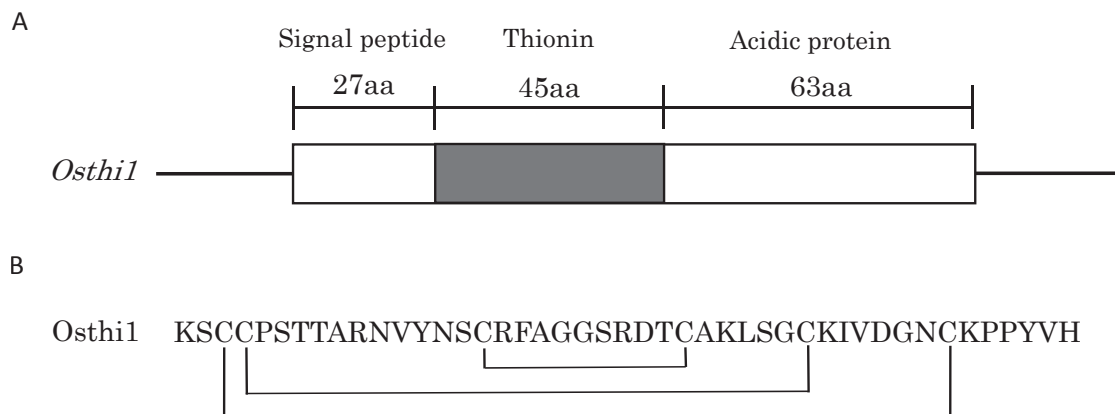 A
Signal peptide Thionin Acidic protein
27aa 45aa 63aa
Osthi1
B
Osthi1 KSCCPSTTARNVYNSCRFAGGSRDTCAKLSGCKIVDGNCKPPYVH